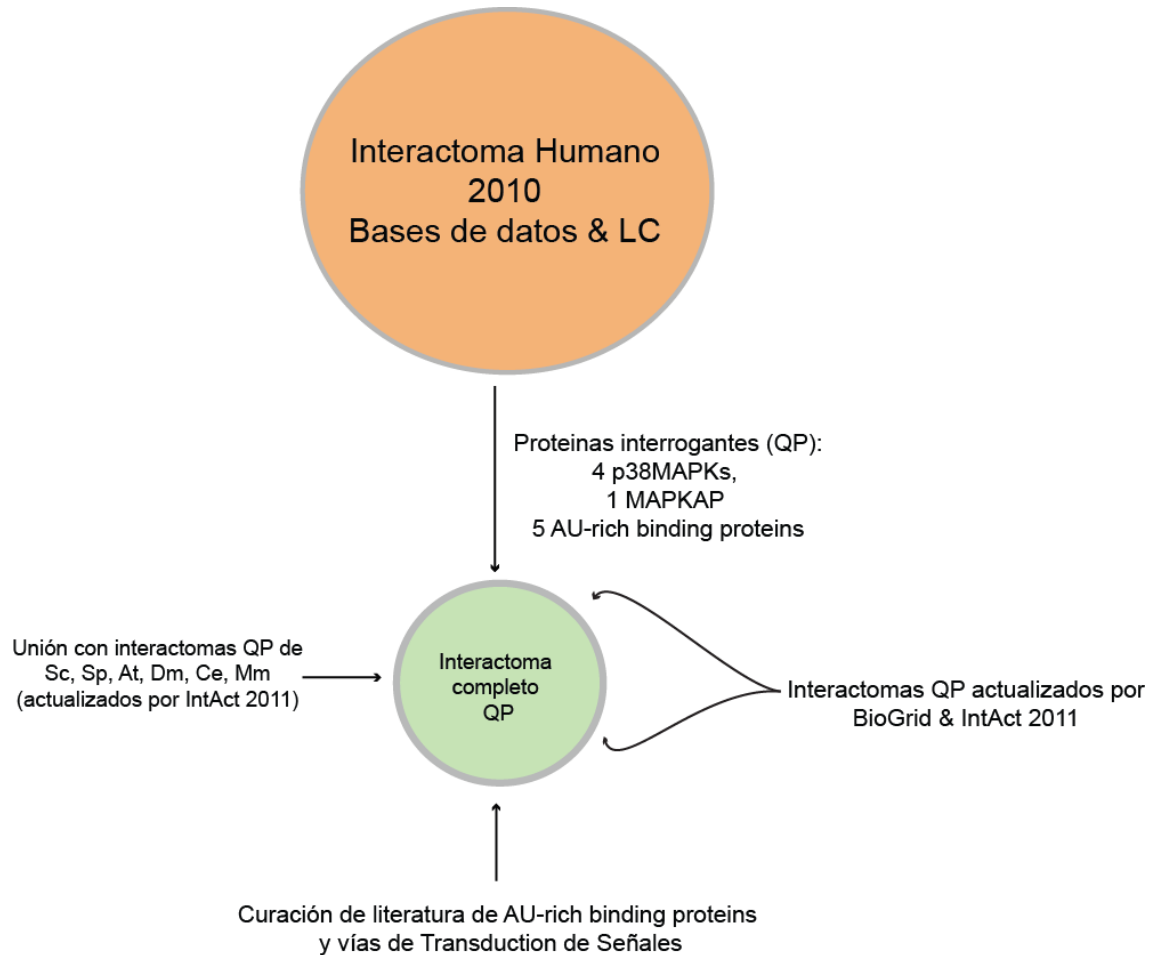 Interactoma Humano
2010
Bases de datos & LC
Proteinas interrogantes (QP):
4 p38MAPKs,
1 MAPKAP
5 AU-rich binding proteins
Unión con interactomas QP de
Sc, Sp, At, Dm, Ce, Mm
(actualizados por IntAct 2011)
Interactoma
completo
QP
Interactomas QP actualizados por
BioGrid & IntAct 2011
Curación de literatura de AU-rich binding proteins
y vías de Transduction de Señales